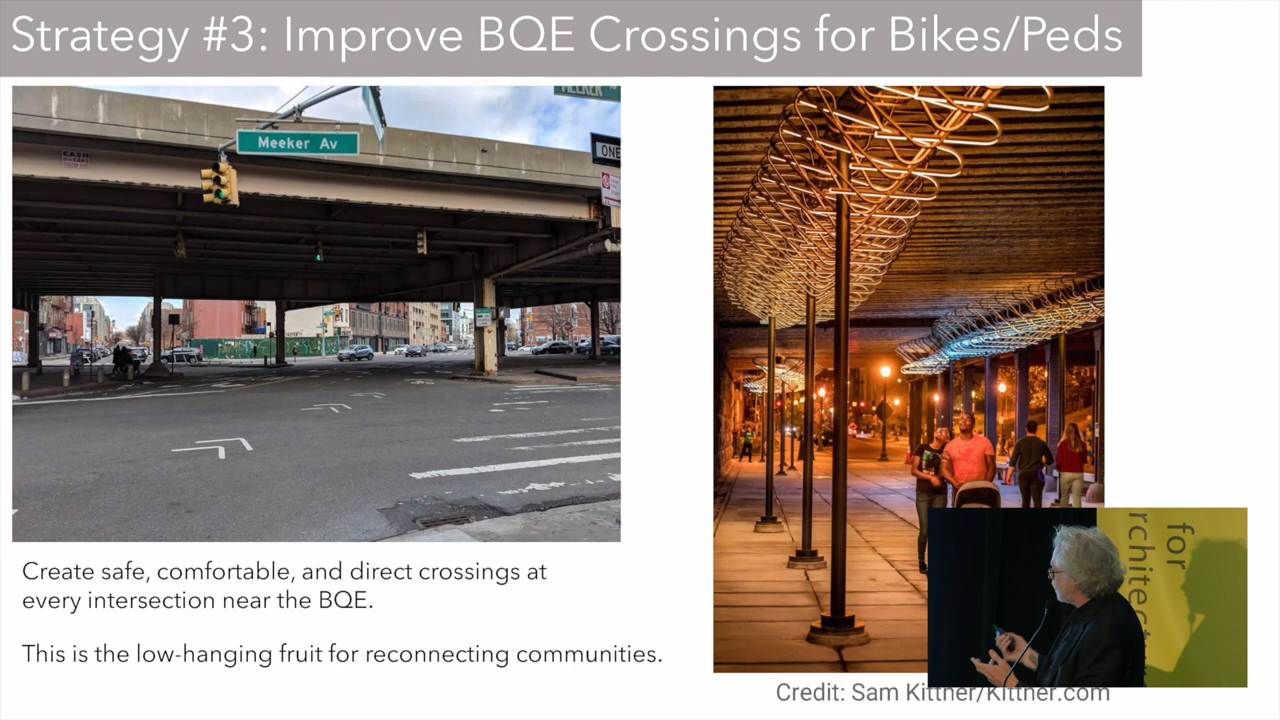 Strategy #3: Improve BQE Crossings for Bikes/Peds
MEEKER
Meeker Av
ONE
Create safe, comfortable, and direct crossings at
every intersection near the BQE.
This is the low-hanging fruit for reconnecting communities.
for
rchitect
Credit: Sam Kittner/Kittner.com